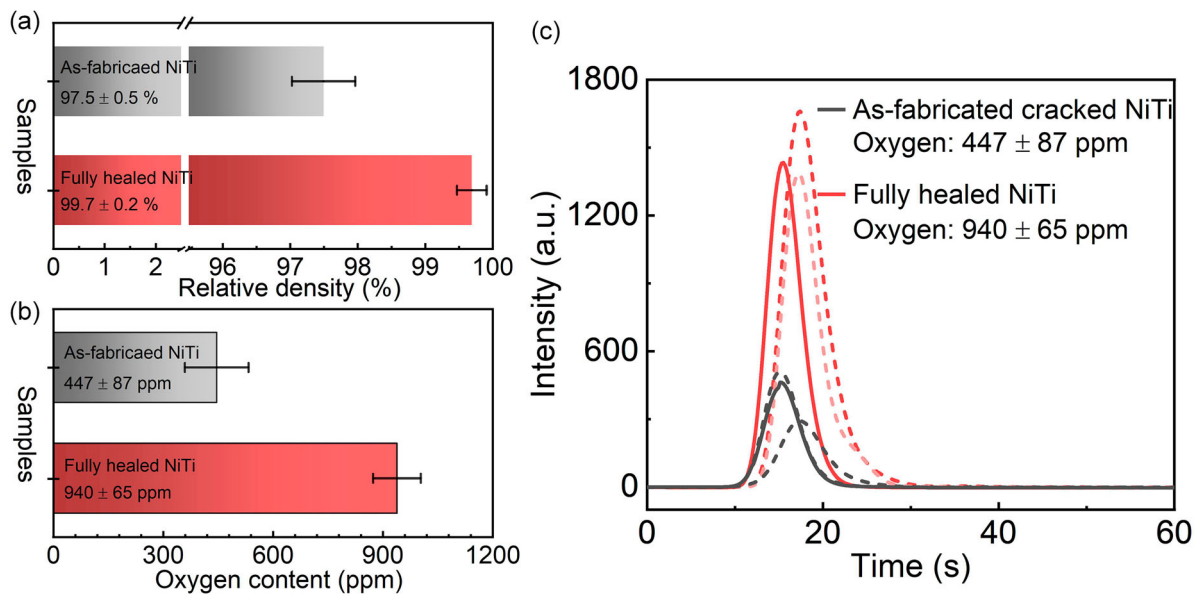 (a)
Samples
As-fabricaed NiTi
97.5 ± 0.5 %
Fully healed NiTi
99.7 ± 0.2 %
0 1 2 96 97 98 99 100
Relative density (%)
(b)
Samples
As-fabricaed NiTi
447 ± 87 ppm
Fully healed NiTi
940 ± 65 ppm
0 300 600 900 1200
Oxygen content (ppm)
(c)
Intensity (a.u.)
1800
1200
600
0
As-fabricated cracked NiTi
Oxygen: 447 ± 87 ppm
Fully healed NiTi
Oxygen: 940 ± 65 ppm
0 20 40 60
Time (s)